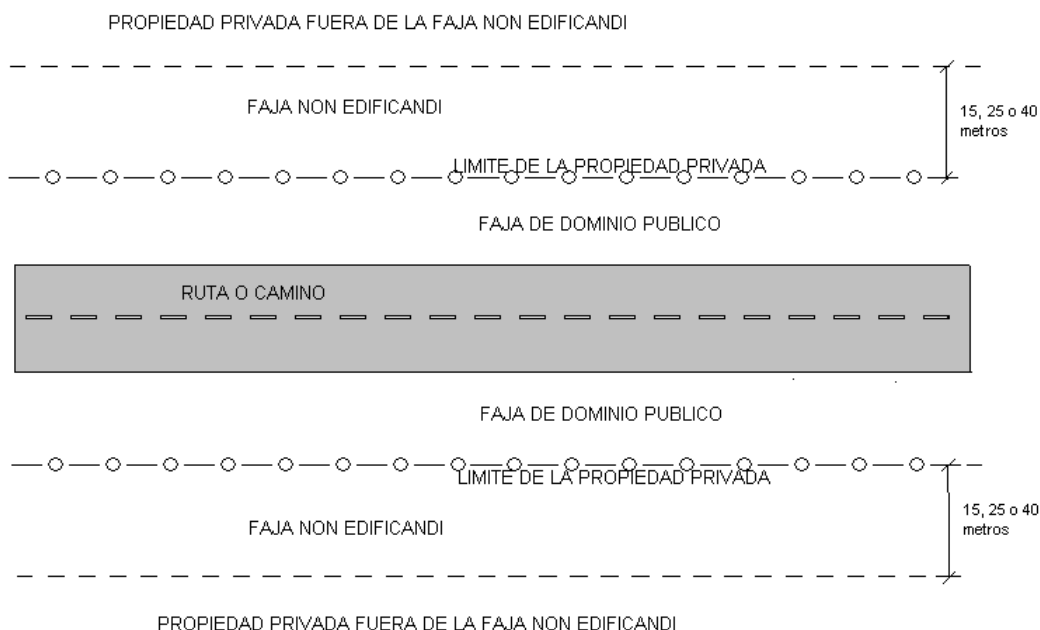 PROPIEDAD PRIVADA FUERA DE LA FAJA NON EDIFICANDI
FAJA NON EDIFICANDI
15, 25 o 40
metros
LIMITE DE LA PROPIEDAD PRIVADA
FAJA DE DOMINIO PUBLICO
RUTA O CAMINO
FAJA DE DOMINIO PUBLICO
LIMITE DE LA PROPIEDAD PRIVADA
15, 25 o 40
metros
FAJA NON EDIFICANDI
PROPIEDAD PRIVADA FUERA DE LA FAJA NON EDIFICANDI